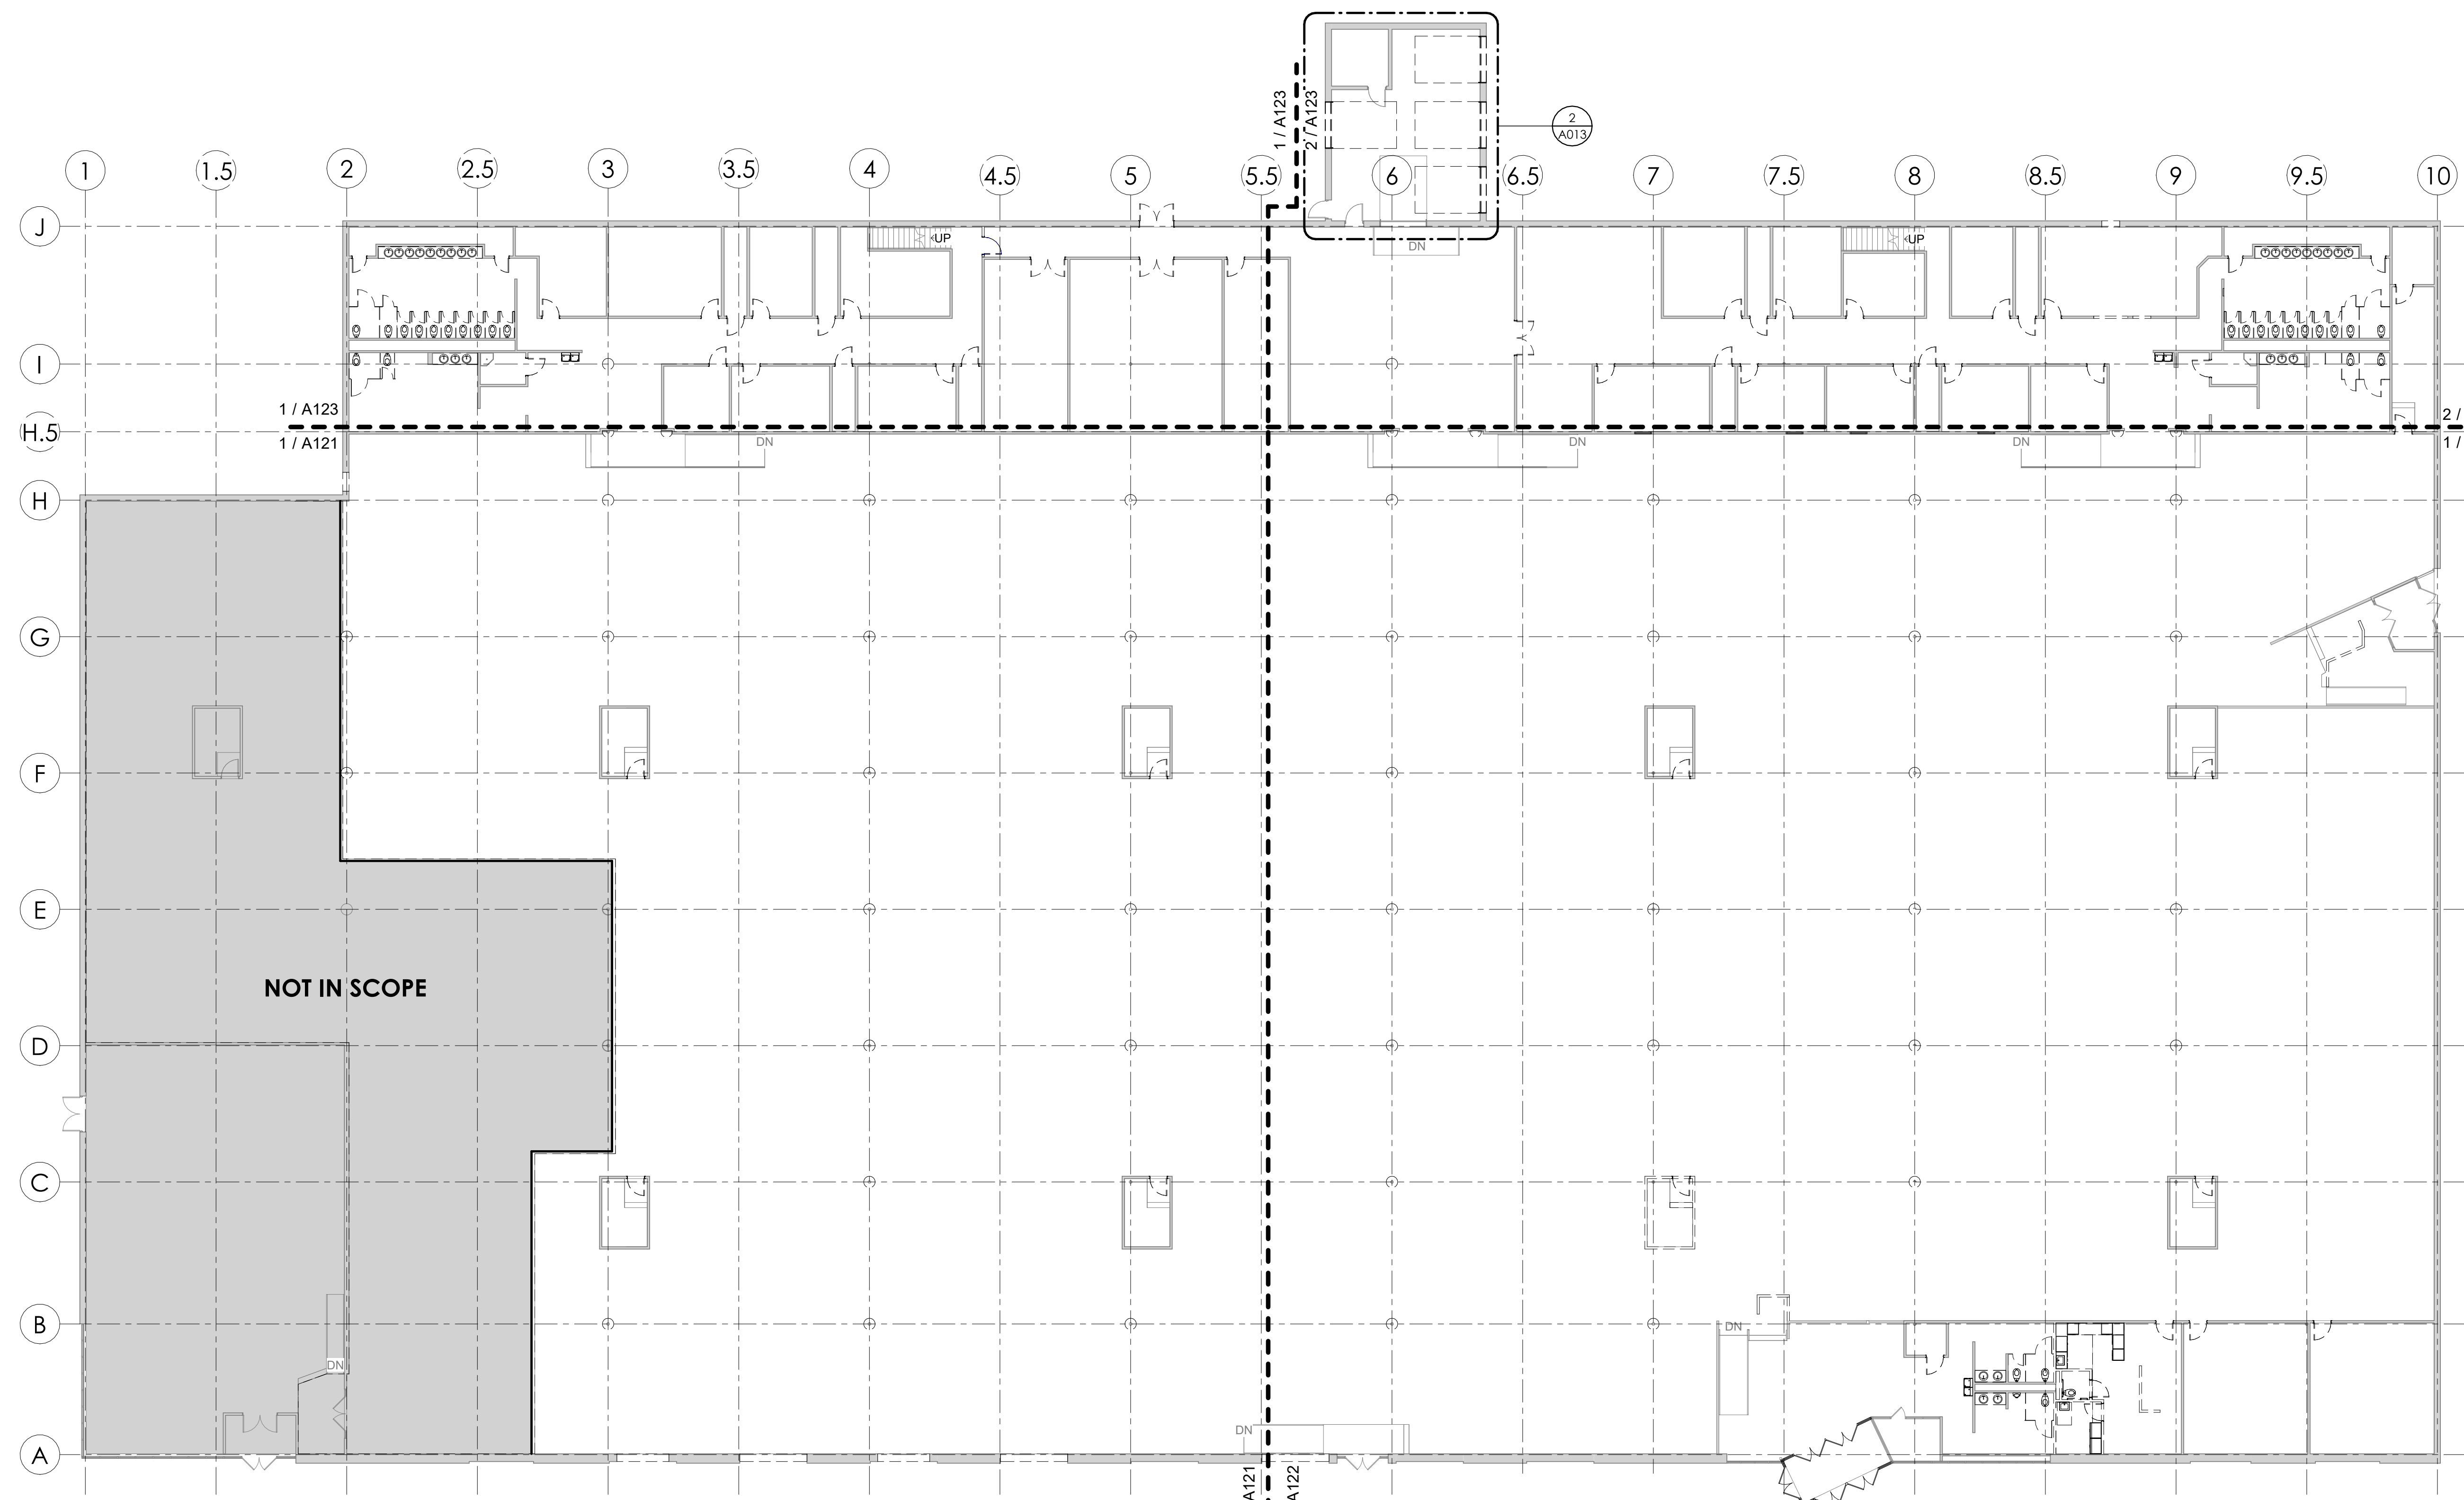 1 / A123
2 / A123
2
A013
1
1.5
2
2.5
3
3.5
4
4.5
5
5.5
6
6.5
7
7.5
8
8.5
9
9.5
10
J
UP
DN
UP
I
1 / A123
2 /
H.5
1 / A121
DN
DN
DN
1 /
H
G
F
E
NOT IN SCOPE
D
C
B
DN
DN
DN
A
A121
A122